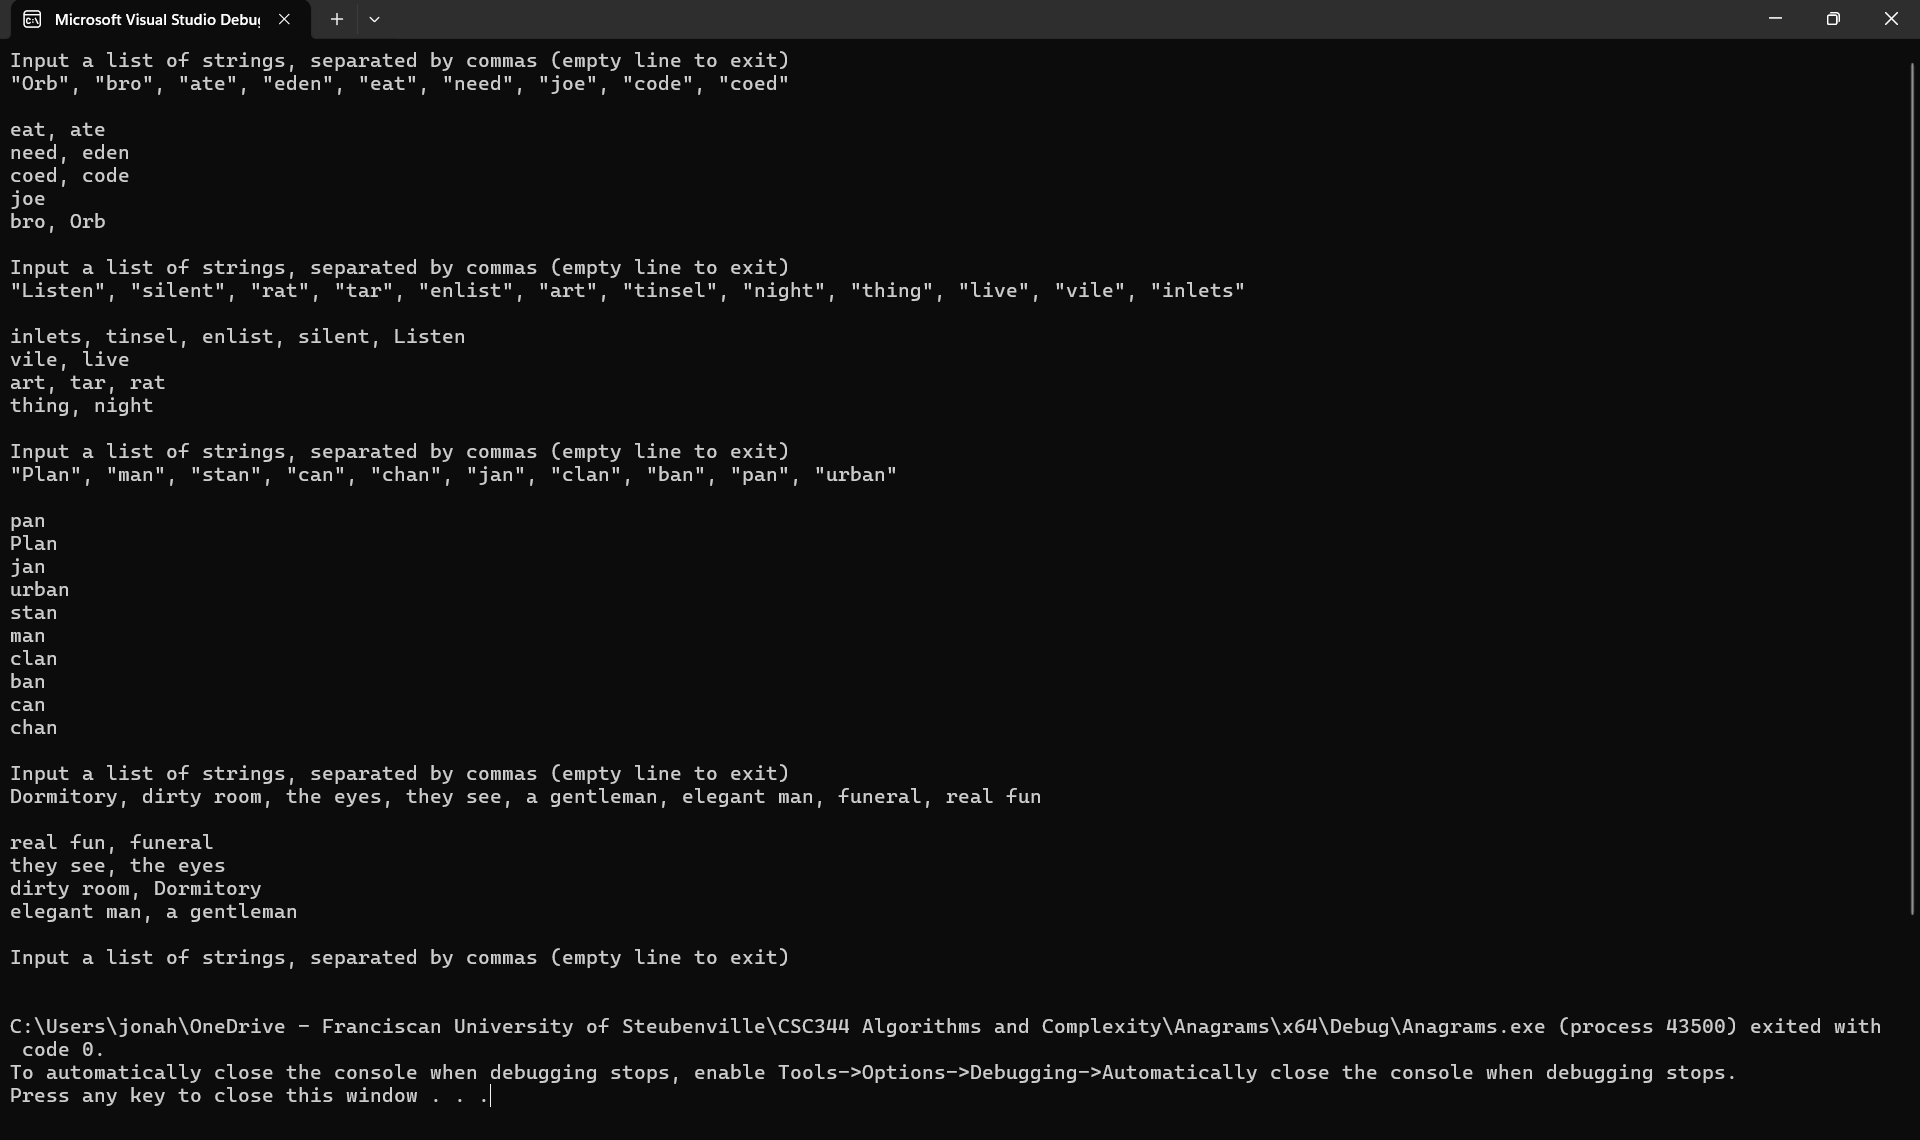 Microsoft Visual Studio Debu
Input a list of strings, separated by commas (empty line to exit)
"Orb", "bro", "ate", "eden", "eat", "need", "joe", "code", "coed"
eat, ate
need, eden
coed, code
joe
bro, Orb
Input a list of strings, separated by commas (empty line to exit)
"Listen", "silent", "rat", "tar", "enlist", "art", "tinsel", "night", "thing", "live", "vile", "inlets"
inlets, tinsel, enlist, silent, Listen
vile, live
art, tar, rat
thing, night
Input a list of strings, separated by commas (empty line to exit)
"Plan", "man", "stan", "can", "chan", "jan", "clan", "ban", "pan", "urban"
pan
Plan
jan
urban
stan
man
clan
ban
can
chan
Input a list of strings, separated by commas (empty line to exit)
Dormitory, dirty room, the eyes, they see, a gentleman, elegant man, funeral, real fun
real fun, funeral
they see, the eyes
dirty room, Dormitory
elegant man, a gentleman
Input a list of strings, separated by commas (empty line to exit)
C:\Users\jonah\OneDrive - Franciscan University of Steubenville\CSC344 Algorithms and Complexity\Anagrams\x64\Debug\Anagrams.exe (process 43500) exited with
code 0.
To automatically close the console when debugging stops, enable Tools->Options->Debugging->Automatically close the console when debugging stops.
Press any key to close this window . . .